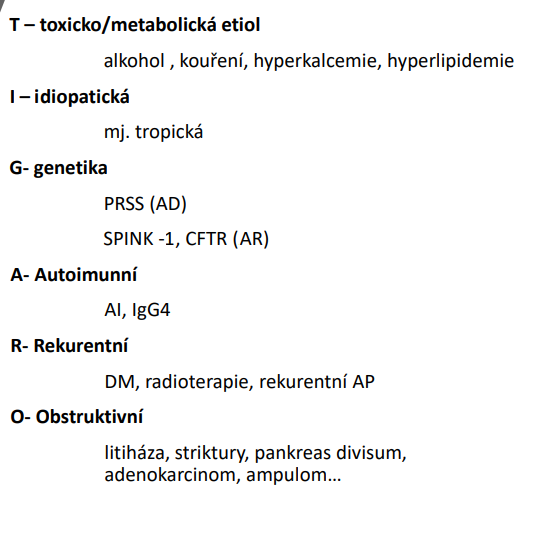 T – toxicko/metabolická etiol
alkohol , kouření, hyperkalcemie, hyperlipidemie
I – idiopatická
mj. tropická
G- genetika
PRSS (AD)
SPINK -1, CFTR (AR)
A- Autoimunní
AI, IgG4
R- Rekurentní
DM, radioterapie, rekurentní AP
O- Obstruktivní
litiháza, striktury, pankreas divisum,
adenokarcinom, ampulom…